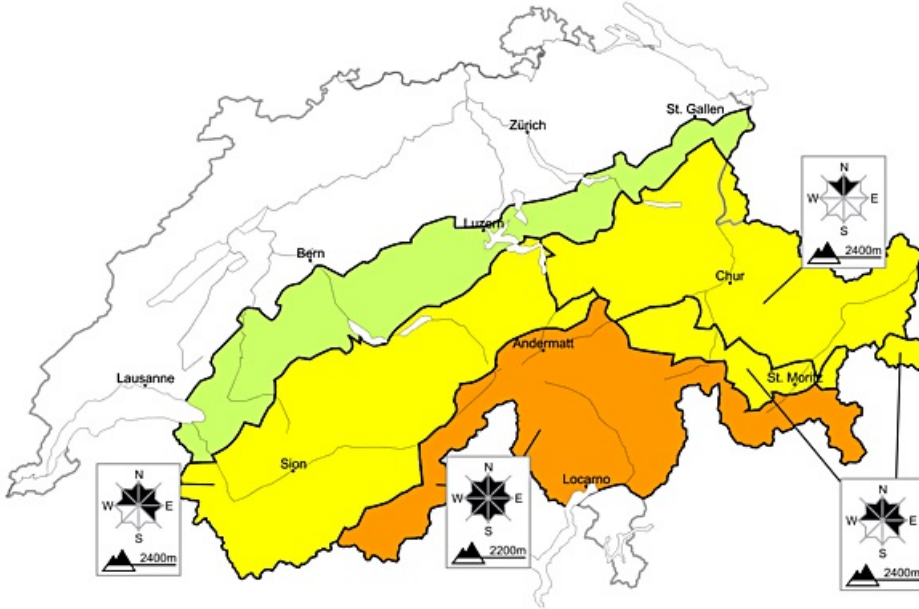 St. Gallen
Zürich
N
W E
S
2400m
Luzern
Bern
Chur
Andermatt
Lausanne
St. Moritz
Sion
N
W E
S
2400m
N
W E
S
2200m
Locarno
N
W E
S
2400m